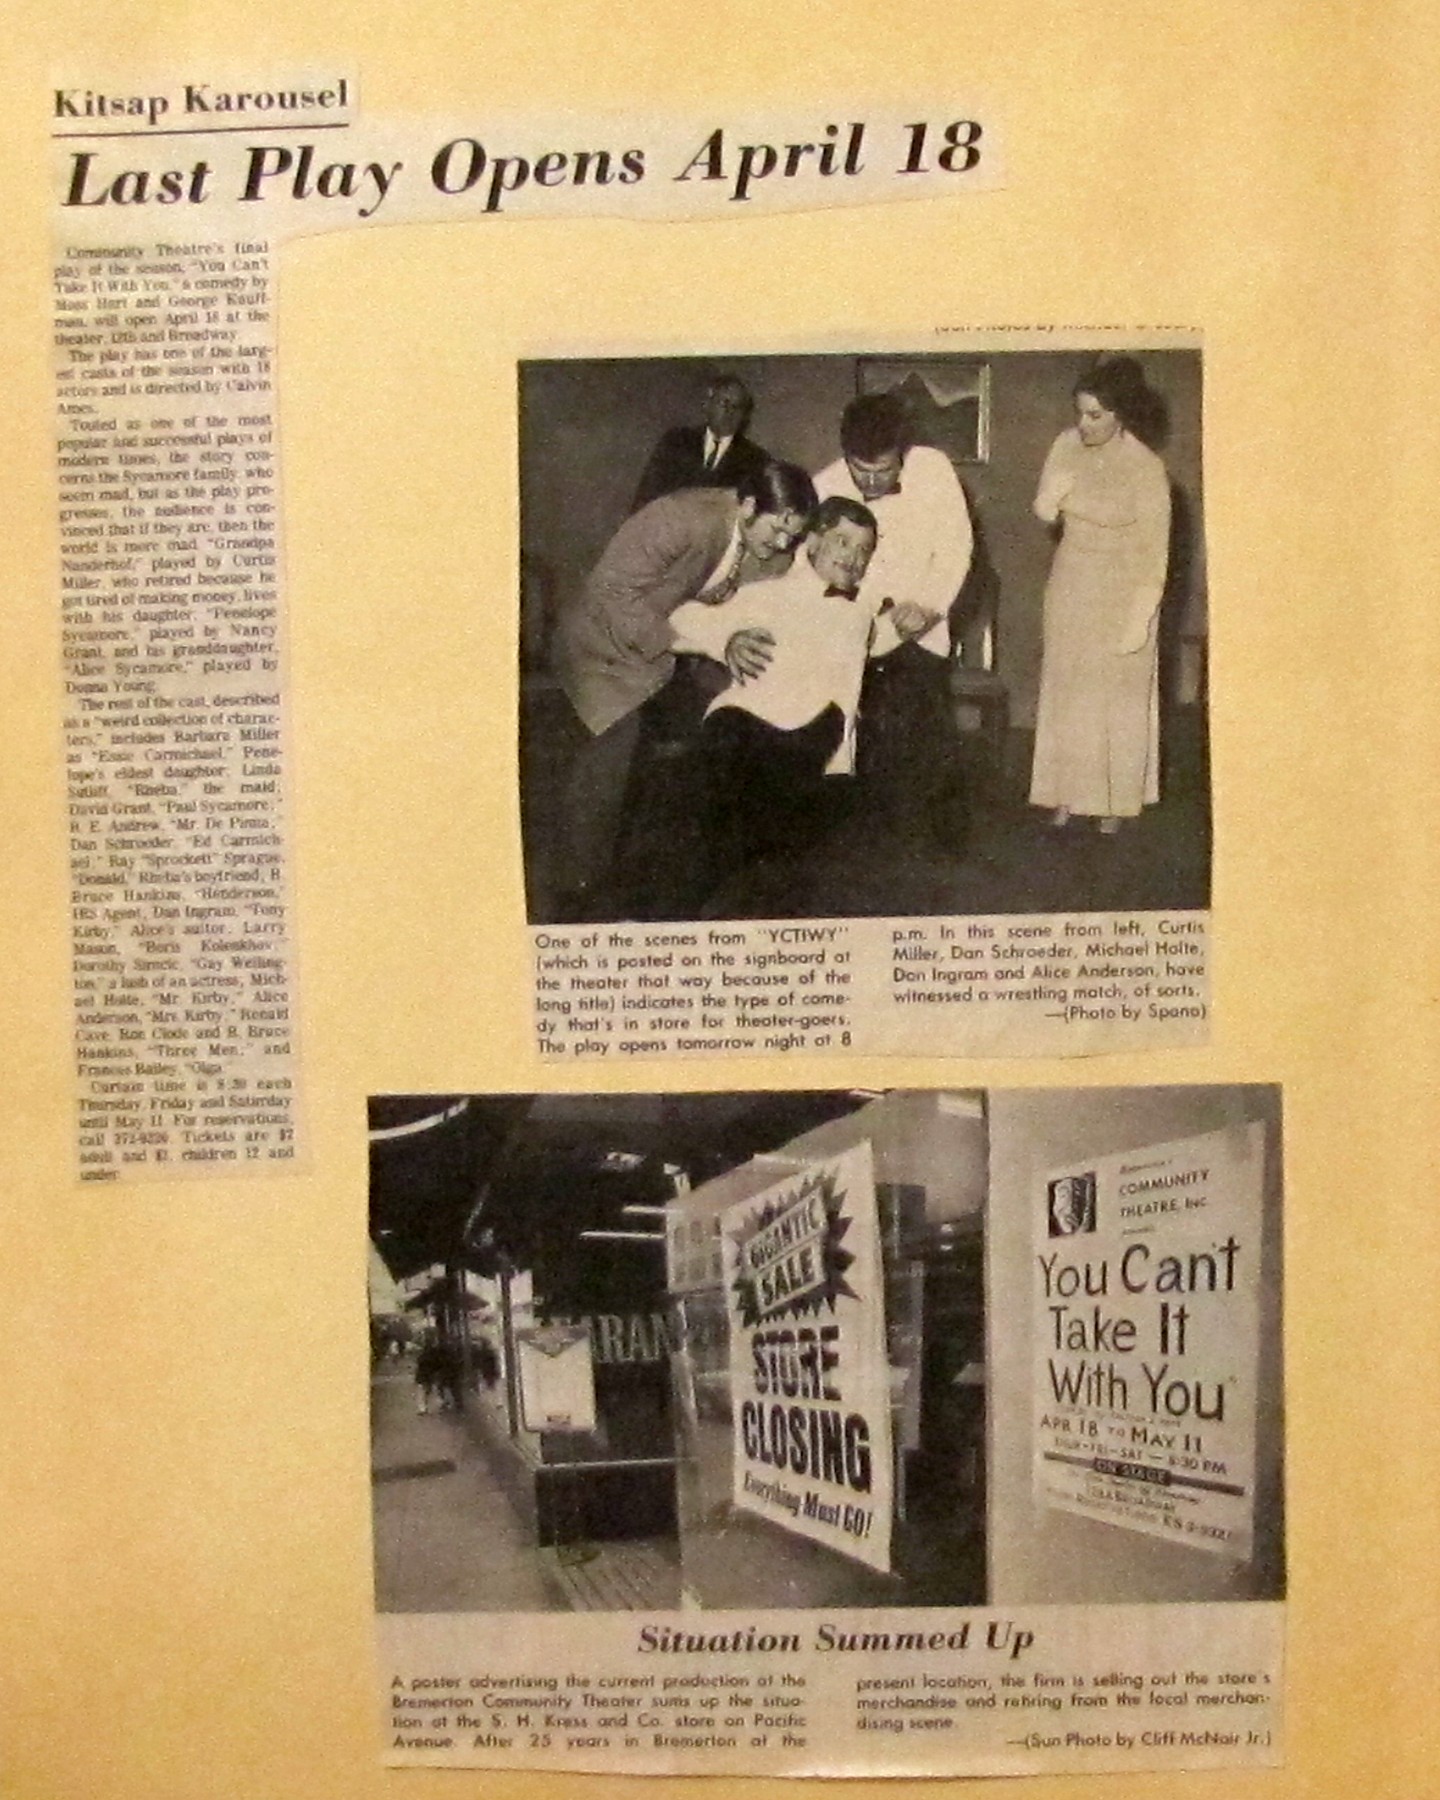 Kitsap Karousel
Last Play Opens April 18
Community Theatre's final
play of the season, "You Can't
Take It With You," a comedy by
Moss Hart and George Kauff-
man, will open April 18 at the
theater, 12th and Broadway.
The play has one of the larg-
est casts of the season with 18
actors and is directed by Calvin
Ames.
Touted as one of the most
popular and successful plays of
modern times, the story con-
cerns the Sycamore family, who
seem mad, but as the play pro-
gresses, the audience is con-
vinced that if they are, then the
world is more mad. "Grandpa
Nanderhof," played by Curtis
Miller, who retired because he
got tired of making money, lives
with his daughter, "Penelope
Sycamore," played by Nancy
Grant, and his granddaughter,
"Alice Sycamore," played by
Donna Young.
The rest of the cast, described
as a "weird collection of charac-
ters," includes Barbara Miller
as "Essie Carmichael," Pene-
lope's eldest daughter; Linda
"Rheba," the maid;
David Grant, "Paul Sycamore;"
R. E. Andrew, "Mr. De Pinna;"
Dan Schroeder, "Ed Carmich-
ael;" Ray "Sprockett" Sprague,
"Donald," Rheba's boyfriend; B.
Bruce Hankins, "Henderson,"
IRS Agent; Dan Ingram, "Tony
Kirby," Alice's suitor; Larry
Mason, "Boris Kolenkhov;"
Dorothy "Gay Welling-
ton," a lush of an actress; Mich-
ael Holte, "Mr. Kirby;" Alice
Anderson, "Mrs. Kirby;" Ronald
Cave, Ron Clode and B. Bruce
Hankins, "Three Men;" and
Frances Bailey, "Olga."
Curtain time is 8:30 each
Thursday, Friday and Saturday
until May 11. For reservations,
call Tickets are $2
adult and $1, children 12 and
under.
One of the scenes from "YCTIWY"
(which is posted on the signboard at
the theater that way because of the
long title) indicates the type of come-
dy that's in store for theater-goers.
The play opens tomorrow night at 8
p.m. In this scene from left, Curtis
Miller, Dan Schroeder, Michael Holte,
Dan Ingram and Alice Anderson, have
witnessed a wrestling match, of sorts.
—(Photo by Spano)
GIGANTIC
SALE
STORE
CLOSING
Everything Must GO!
COMMUNITY
THEATRE, INC.
You Can't
Take It
With You"
APR 18 TO MAY 11
THUR-FRI-SAT — 8:30 PM
ON STAGE
Situation Summed Up
A poster advertising the current production at the
Bremerton Community Theater sums up the situa-
tion at the S. H. Kress and Co. store on Pacific
Avenue. After 25 years in Bremerton at the
present location, the firm is selling out the store's
merchandise and retiring from the local merchan-
dising scene.
—(Sun Photo by Cliff McNair Jr.)